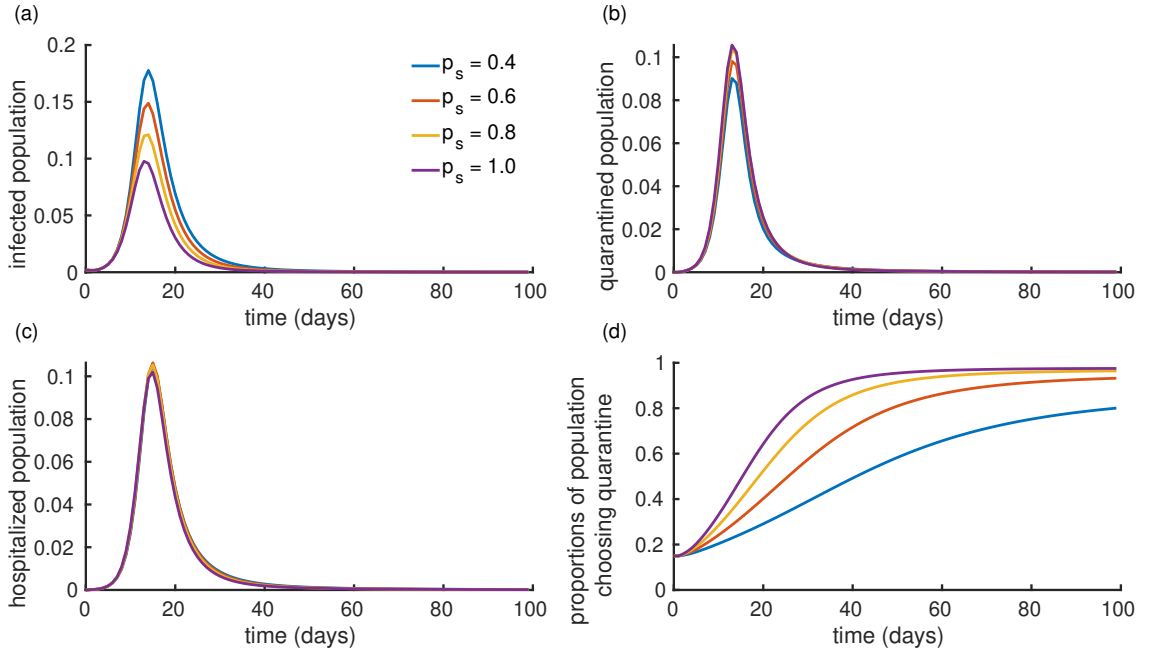 (a)
infected population
0.2
0.15
0.1
0.05
0
0
20
40
60
80
100
time (days)
p_s = 0.4
p_s = 0.6
p_s = 0.8
p_s = 1.0
(b)
quarantined population
0.1
0.08
0.06
0.04
0.02
0
0
20
40
60
80
100
time (days)
(c)
hospitalized population
0.1
0.08
0.06
0.04
0.02
0
0
20
40
60
80
100
time (days)
(d)
proportions of population
choosing quarantine
1
0.8
0.6
0.4
0.2
0
0
20
40
60
80
100
time (days)